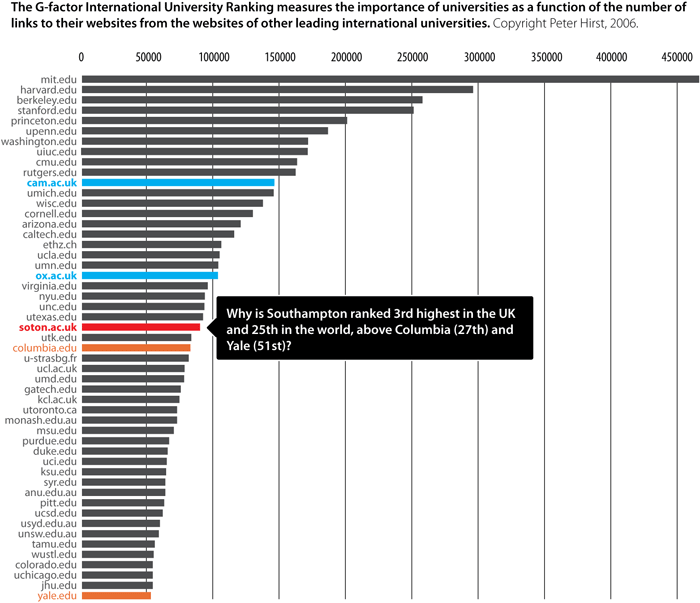 The G-factor International University Ranking measures the importance of universities as a function of the number of
links to their websites from the websites of other leading international universities. Copyright Peter Hirst, 2006.
0 50000 100000 150000 200000 250000 300000 350000 400000 450000
mit.edu
harvard.edu
berkeley.edu
stanford.edu
princeton.edu
upenn.edu
washington.edu
uiuc.edu
cmu.edu
rutgers.edu
cam.ac.uk
umich.edu
wisc.edu
cornell.edu
arizona.edu
caltech.edu
ethz.ch
ucla.edu
umn.edu
ox.ac.uk
virginia.edu
nyu.edu
unc.edu
utexas.edu
soton.ac.uk
utk.edu
columbia.edu
u-strasbg.fr
ucl.ac.uk
umd.edu
gatech.edu
kcl.ac.uk
utoronto.ca
monash.edu.au
msu.edu
purdue.edu
duke.edu
uci.edu
ksu.edu
syr.edu
anu.edu.au
pitt.edu
ucsd.edu
usyd.edu.au
unsw.edu.au
tamu.edu
wustl.edu
colorado.edu
uchicago.edu
jhu.edu
yale.edu
Why is Southampton ranked 3rd highest in the UK
and 25th in the world, above Columbia (27th) and
Yale (51st)?